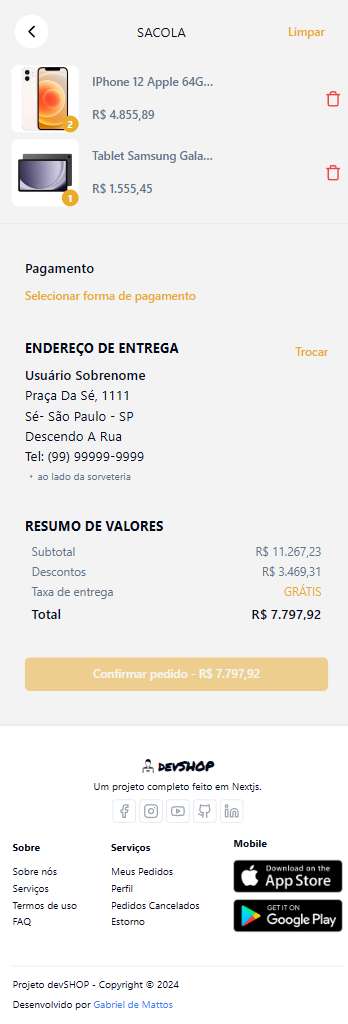 SACOLA
Limpar
IPhone 12 Apple 64G...
R$ 4.855,89
2
Tablet Samsung Gala...
R$ 1.555,45
1
Pagamento
Selecionar forma de pagamento
ENDEREÇO DE ENTREGA
Trocar
Usuário Sobrenome
Praça Da Sé, 1111
Sé- São Paulo - SP
Descendo A Rua
Tel: (99) 99999-9999
• ao lado da sorveteria
RESUMO DE VALORES
Subtotal R$ 11.267,23
Descontos R$ 3.469,31
Taxa de entrega GRÁTIS
Total R$ 7.797,92
Confirmar pedido - R$ 7.797,92
devSHOP
Um projeto completo feito em Nextjs.
Sobre
Sobre nós
Serviços
Termos de uso
FAQ
Serviços
Meus Pedidos
Perfil
Pedidos Cancelados
Estorno
Mobile
Download on the
App Store
GET IT ON
Google Play
Projeto devSHOP - Copyright © 2024
Desenvolvido por Gabriel de Mattos